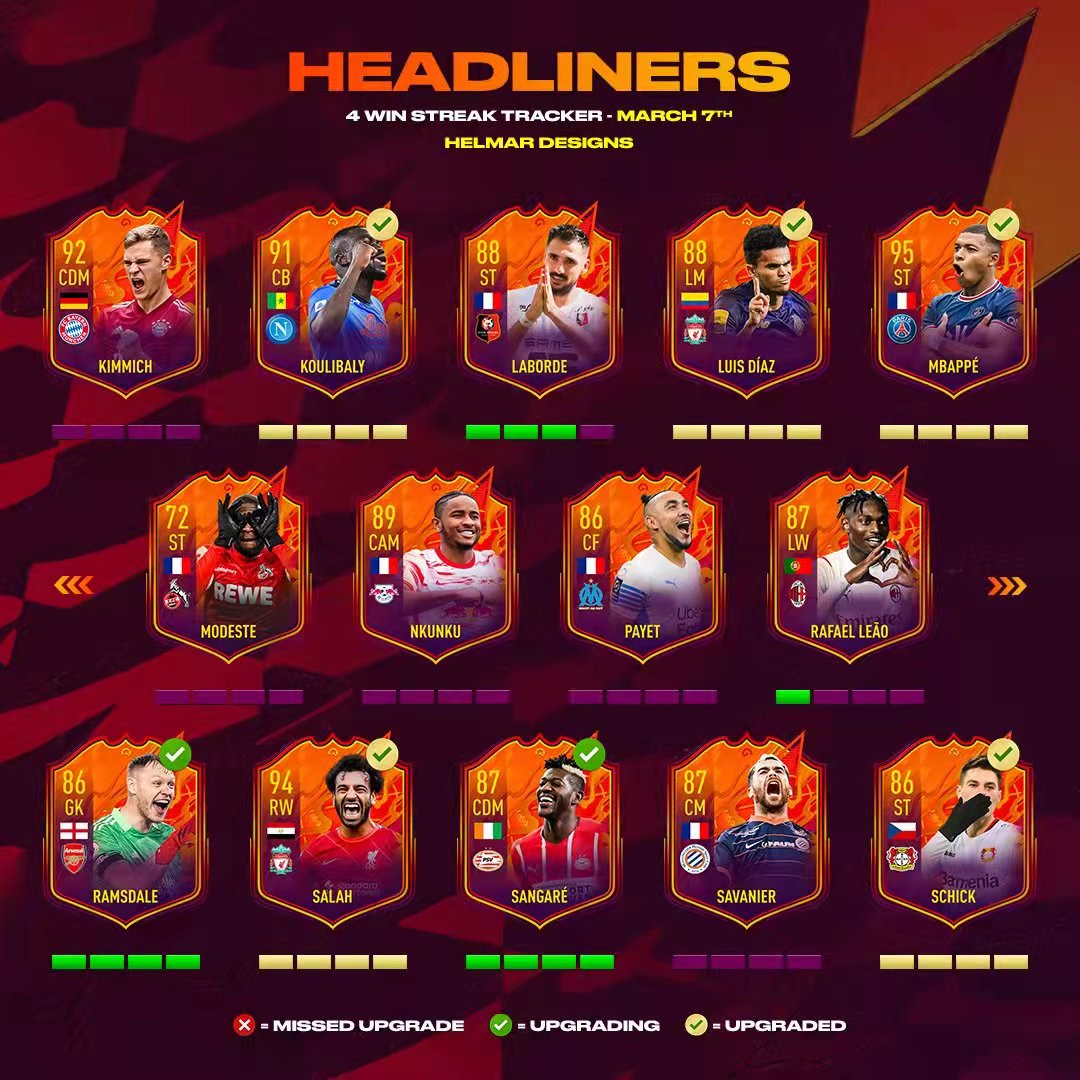 HEADLINERS
4 WIN STREAK TRACKER - MARCH 7TH
HELMAR DESIGNS
92
CDM
KIMMICH
91
CB
KOULIBALY
88
ST
LABORDE
88
LM
LUIS DÍAZ
95
ST
MBAPPÉ
72
ST
REWE
MODESTE
89
CAM
NKUNKU
86
CF
PAYET
87
LW
RAFAEL LEÃO
86
GK
RAMSDALE
94
RW
SALAH
87
CDM
SANGARÉ
87
CM
SAVANIER
86
ST
Barmenia
SCHICK
= MISSED UPGRADE
= UPGRADING
= UPGRADED